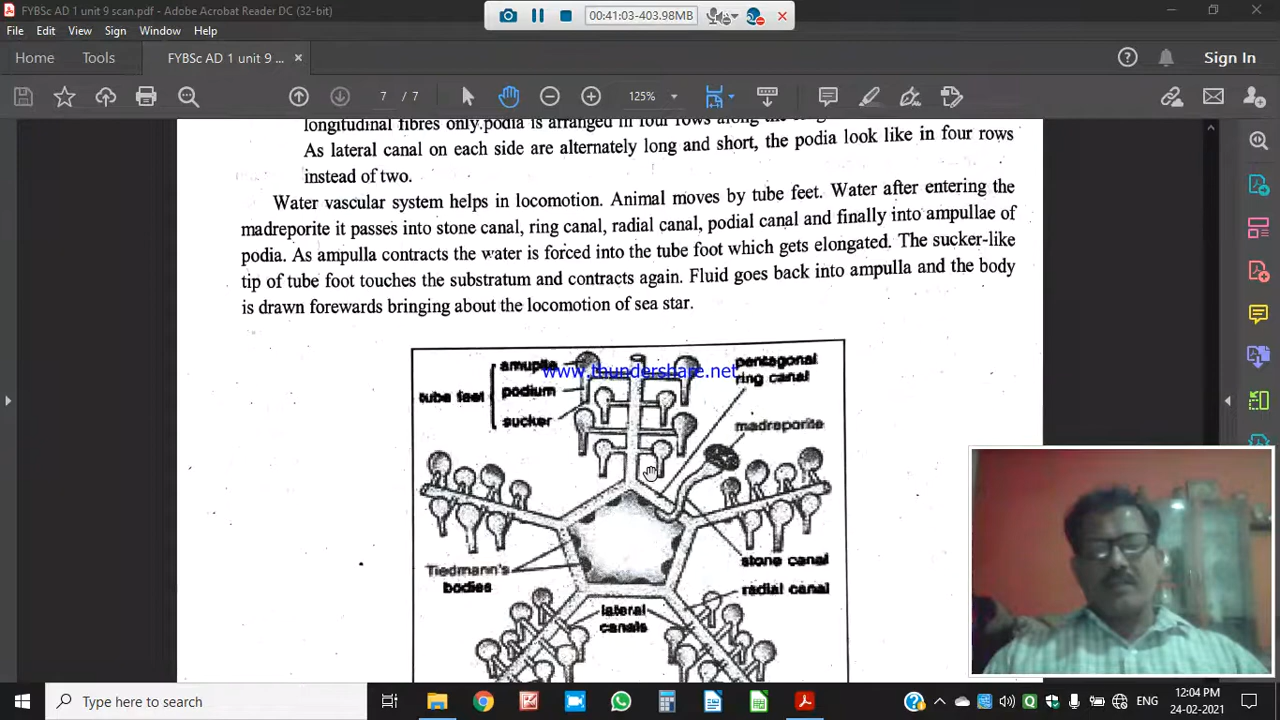 FYBSc AD 1 unit 9 scan.pdf - Adobe Acrobat Reader DC (32-bit)
00:41:03-403.98MB
File Edit View Sign Window Help
Home Tools FYBSc AD 1 unit 9 ... Sign In
7 / 7 125%
longitudinal fibres only.podia is arranged in four rows along the
As lateral canal on each side are alternately long and short, the podia look like in four rows
instead of two.
Water vascular system helps in locomotion. Animal moves by tube feet. Water after entering the
madreporite it passes into stone canal, ring canal, radial canal, podial canal and finally into ampullae of
podia. As ampulla contracts the water is forced into the tube foot which gets elongated. The sucker-like
tip of tube foot touches the substratum and contracts again. Fluid goes back into ampulla and the body
is drawn forewards bringing about the locomotion of sea star.
www.thundershare.net
tube feet
podium
sucker
pentagonal
ring canal
madreporite
Tiedmann's
bodies
stone canal
radial canal
lateral
canals
Type here to search
ENG
12:04 PM
24-02-2021